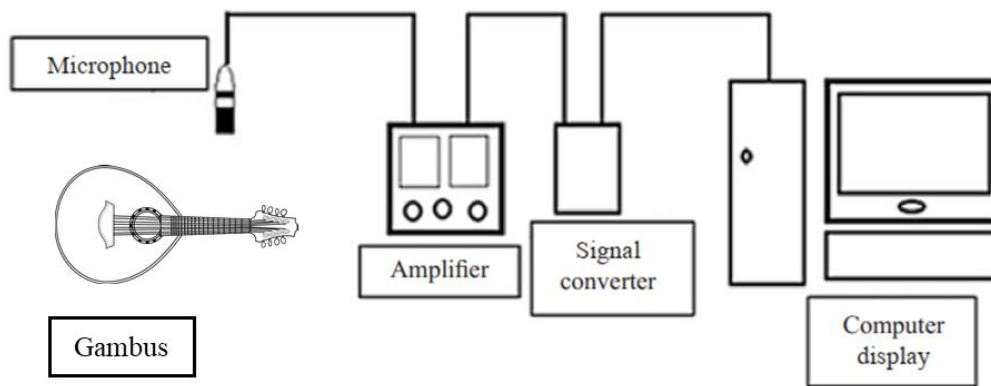 Microphone
Amplifier
Signal
converter
Gambus
Computer
display